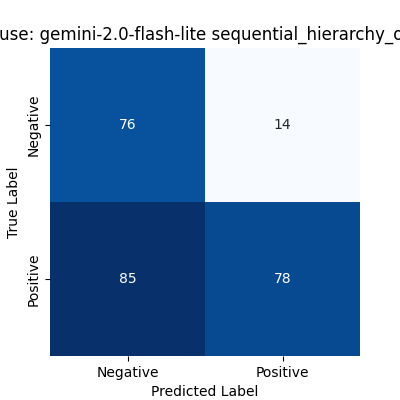 use: gemini-2.0-flash-lite sequential_hierarchy_c
Negative
76
14
True Label
Positive
85
78
Negative
Positive
Predicted Label